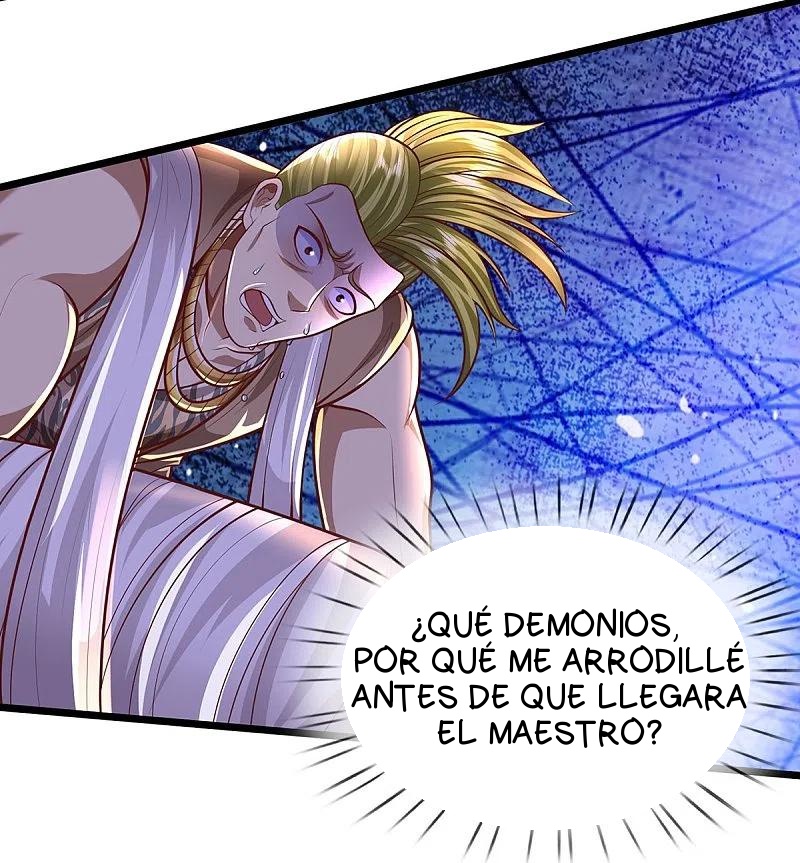 ¿QUÉ DEMONIOS,
POR QUÉ ME ARRODILLÉ
ANTES DE QUE LLEGARA
EL MAESTRO?